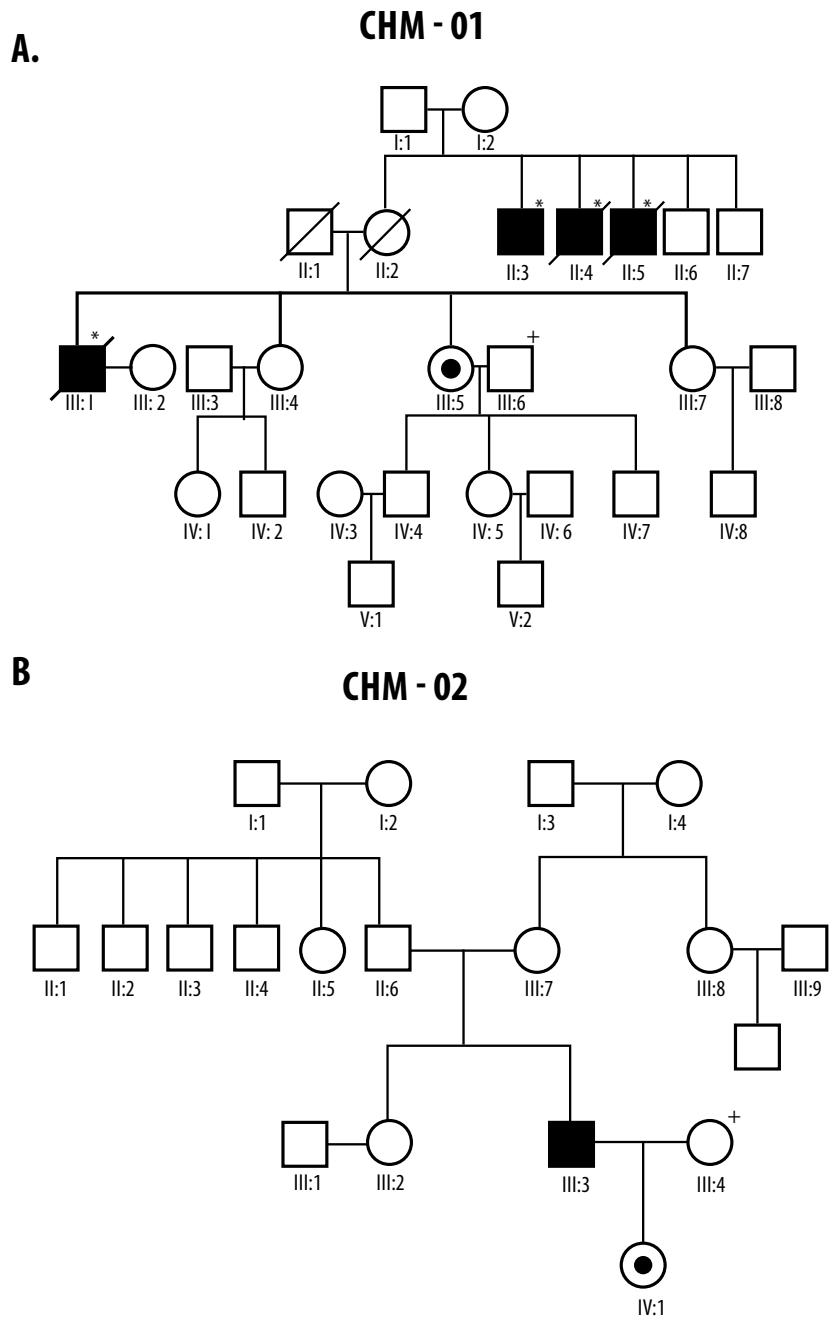 CHM - 01
A.
I:1 I:2
* * *
II:1 II:2 II:3 II:4 II:5 II:6 II:7
* +
III: I III: 2 III:3 III:4 III:5 III:6 III:7 III:8
IV: I IV: 2 IV:3 IV:4 IV: 5 IV: 6 IV:7 IV:8
V:1 V:2
B
CHM - 02
I:1 I:2 I:3 I:4
II:1 II:2 II:3 II:4 II:5 II:6 III:7 III:8 III:9
+
III:1 III:2 III:3 III:4
IV:1